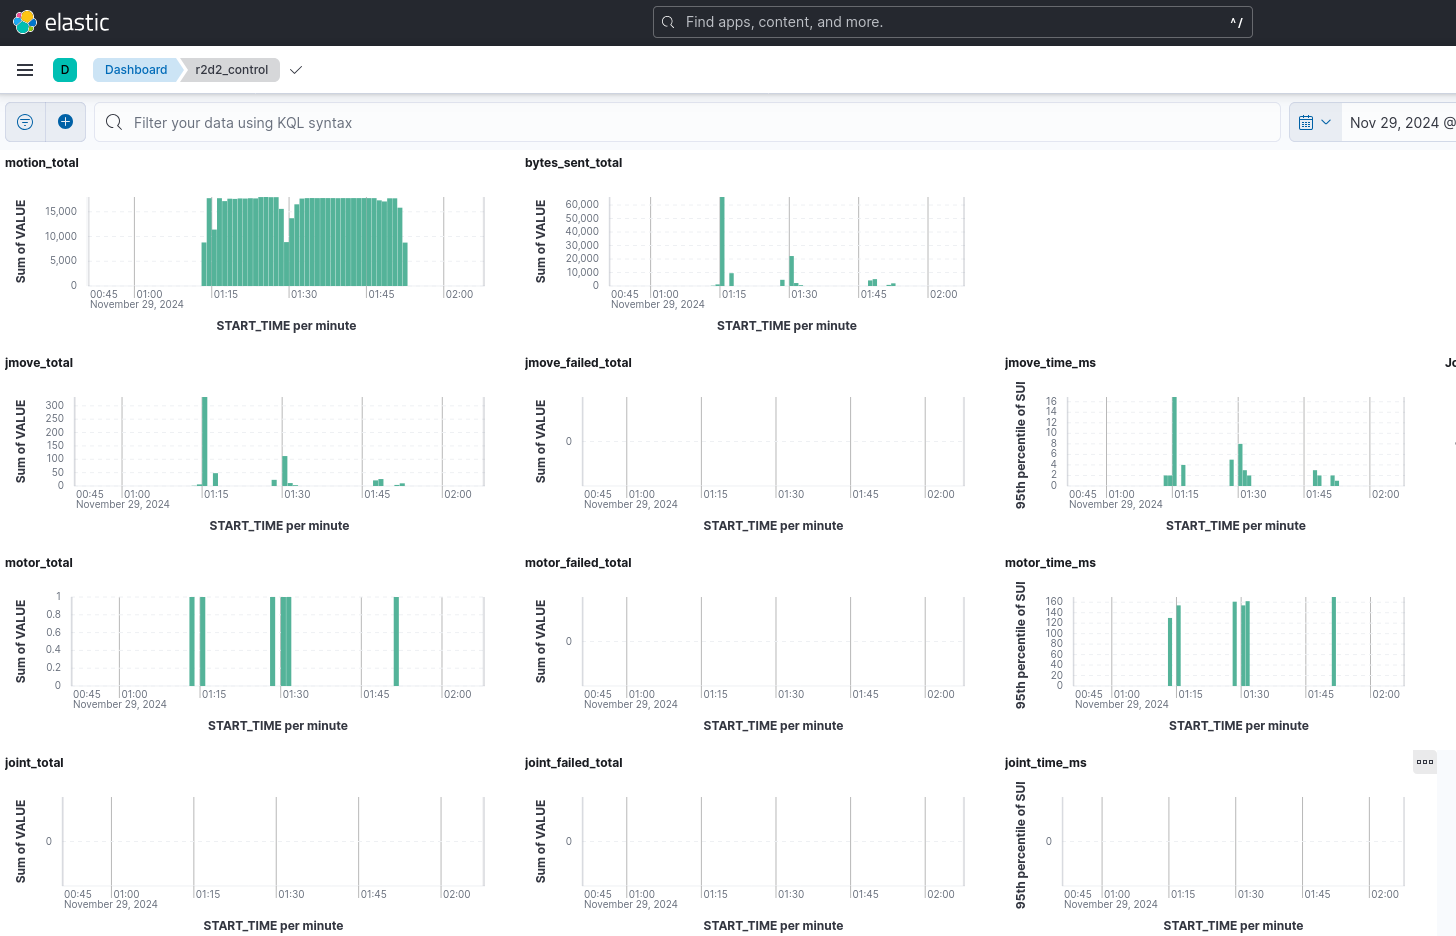 elastic
Find apps, content, and more.
^/
D
Dashboard
r2d2_control
Filter your data using KQL syntax
Nov 29, 2024 @
motion_total
Sum of VALUE
15,000
10,000
5,000
0
00:45 01:00 01:15 01:30 01:45 02:00
November 29, 2024
START_TIME per minute
bytes_sent_total
Sum of VALUE
60,000
50,000
40,000
30,000
20,000
10,000
0
00:45 01:00 01:15 01:30 01:45 02:00
November 29, 2024
START_TIME per minute
jmove_total
Sum of VALUE
300
250
200
150
100
50
0
00:45 01:00 01:15 01:30 01:45 02:00
November 29, 2024
START_TIME per minute
jmove_failed_total
Sum of VALUE
0
00:45 01:00 01:15 01:30 01:45 02:00
November 29, 2024
START_TIME per minute
jmove_time_ms
95th percentile of SUI
16
14
12
10
8
6
4
2
0
00:45 01:00 01:15 01:30 01:45 02:00
November 29, 2024
START_TIME per minute
Jo
motor_total
Sum of VALUE
1
0.8
0.6
0.4
0.2
0
00:45 01:00 01:15 01:30 01:45 02:00
November 29, 2024
START_TIME per minute
motor_failed_total
Sum of VALUE
0
00:45 01:00 01:15 01:30 01:45 02:00
November 29, 2024
START_TIME per minute
motor_time_ms
95th percentile of SUI
160
140
120
100
80
60
40
20
0
00:45 01:00 01:15 01:30 01:45 02:00
November 29, 2024
START_TIME per minute
joint_total
Sum of VALUE
0
00:45 01:00 01:15 01:30 01:45 02:00
November 29, 2024
START_TIME per minute
joint_failed_total
Sum of VALUE
0
00:45 01:00 01:15 01:30 01:45 02:00
November 29, 2024
START_TIME per minute
joint_time_ms
95th percentile of SUI
0
00:45 01:00 01:15 01:30 01:45 02:00
November 29, 2024
START_TIME per minute